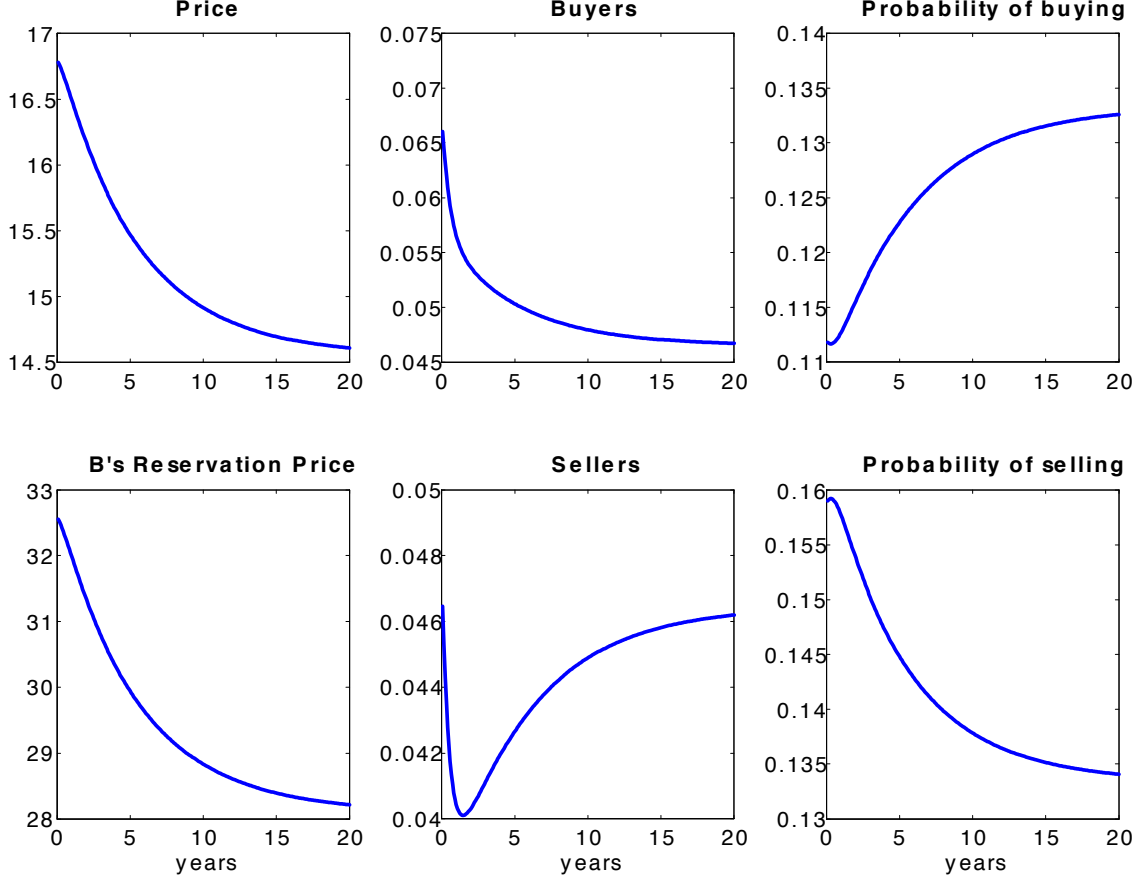 Price
17
16.5
16
15.5
15
14.5
0 5 10 15 20
Buyers
0.075
0.07
0.065
0.06
0.055
0.05
0.045
0 5 10 15 20
Probability of buying
0.14
0.135
0.13
0.125
0.12
0.115
0.11
0 5 10 15 20
B's Reservation Price
33
32
31
30
29
28
0 5 10 15 20
years
Sellers
0.05
0.048
0.046
0.044
0.042
0.04
0 5 10 15 20
years
Probability of selling
0.16
0.155
0.15
0.145
0.14
0.135
0.13
0 5 10 15 20
years